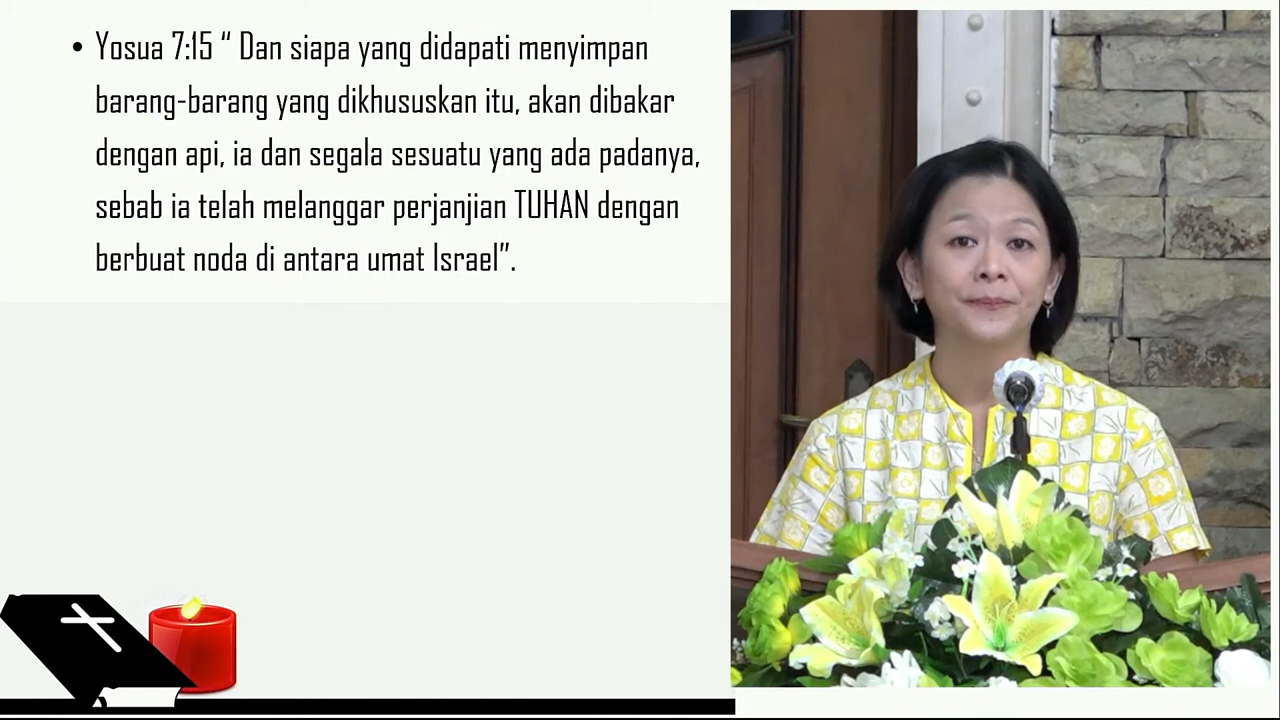 • Yosua 7:15 “ Dan siapa yang didapati menyimpan
barang-barang yang dikhususkan itu, akan dibakar
dengan api, ia dan segala sesuatu yang ada padanya,
sebab ia telah melanggar perjanjian TUHAN dengan
berbuat noda di antara umat Israel”.